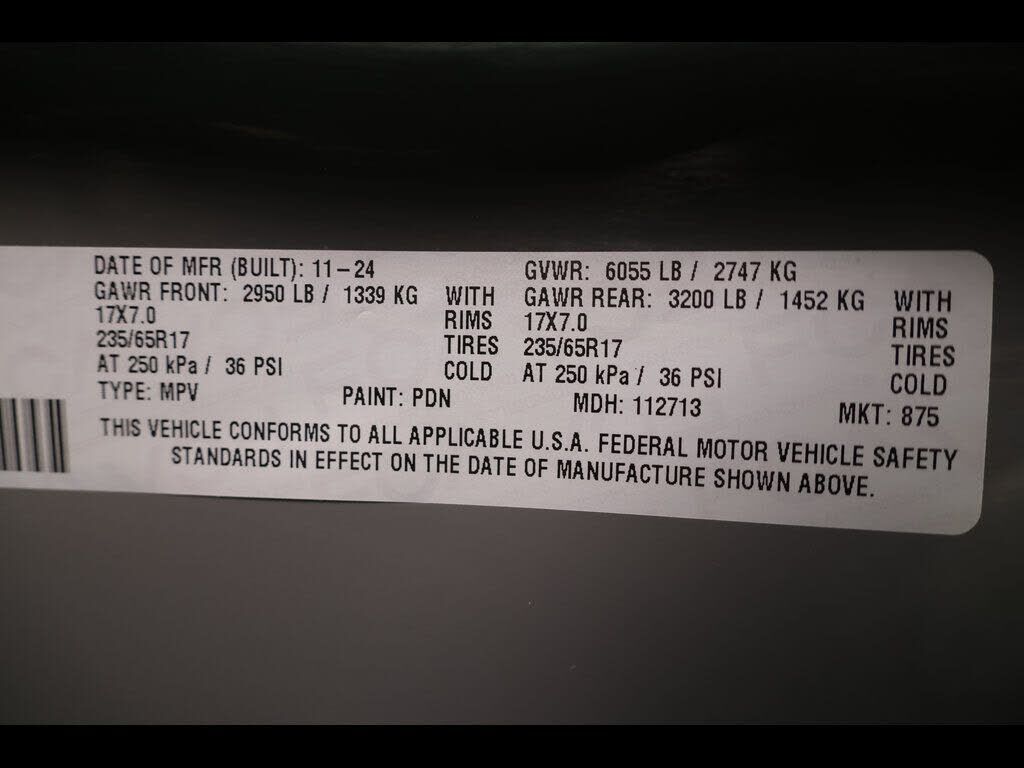 DATE OF MFR (BUILT): 11-24 GVWR: 6055 LB / 2747 KG
GAWR FRONT: 2950 LB / 1339 KG WITH GAWR REAR: 3200 LB / 1452 KG WITH
17X7.0 RIMS 17X7.0 RIMS
235/65R17 TIRES 235/65R17 TIRES
AT 250 kPa / 36 PSI COLD AT 250 kPa / 36 PSI COLD
TYPE: MPV PAINT: PDN MDH: 112713 MKT: 875
THIS VEHICLE CONFORMS TO ALL APPLICABLE U.S.A. FEDERAL MOTOR VEHICLE SAFETY
STANDARDS IN EFFECT ON THE DATE OF MANUFACTURE SHOWN ABOVE.